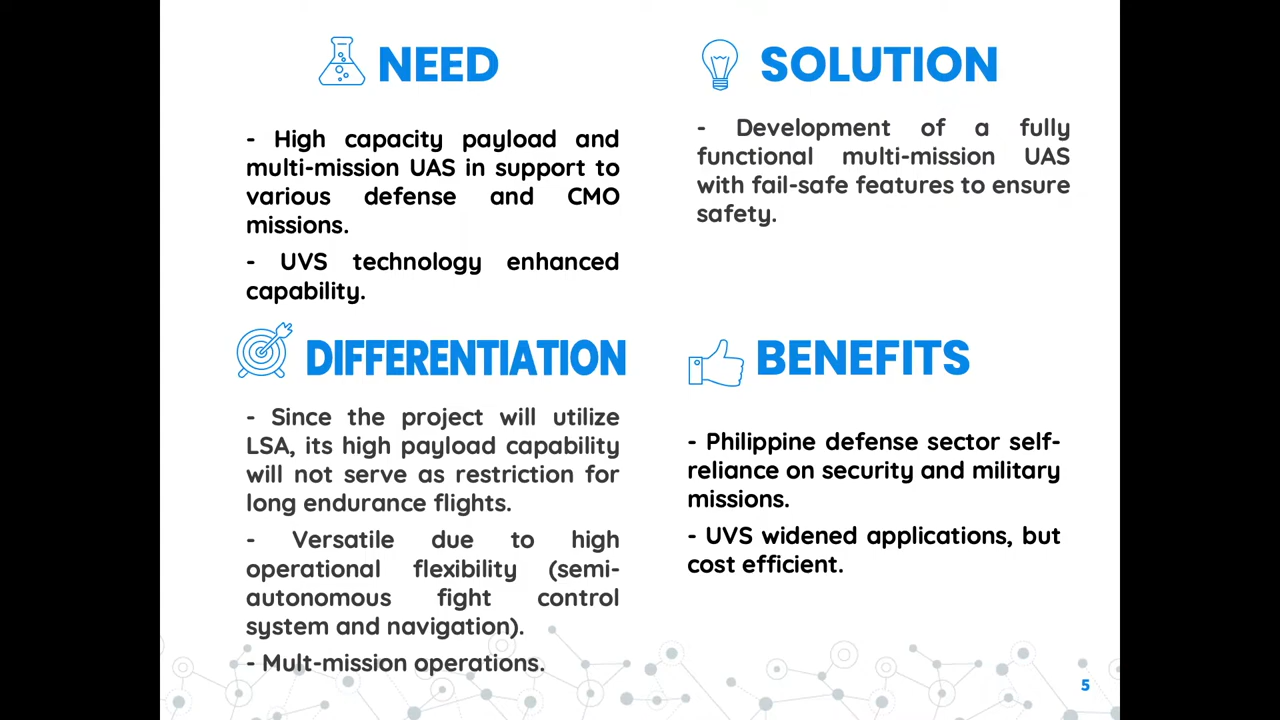 NEED
- High capacity payload and
multi-mission UAS in support to
various defense and CMO
missions.
- UVS technology enhanced
capability.
SOLUTION
- Development of a fully
functional multi-mission UAS
with fail-safe features to ensure
safety.
DIFFERENTIATION
- Since the project will utilize
LSA, its high payload capability
will not serve as restriction for
long endurance flights.
- Versatile due to high
operational flexibility (semi-
autonomous fight control
system and navigation).
- Mult-mission operations.
BENEFITS
- Philippine defense sector self-
reliance on security and military
missions.
- UVS widened applications, but
cost efficient.
5